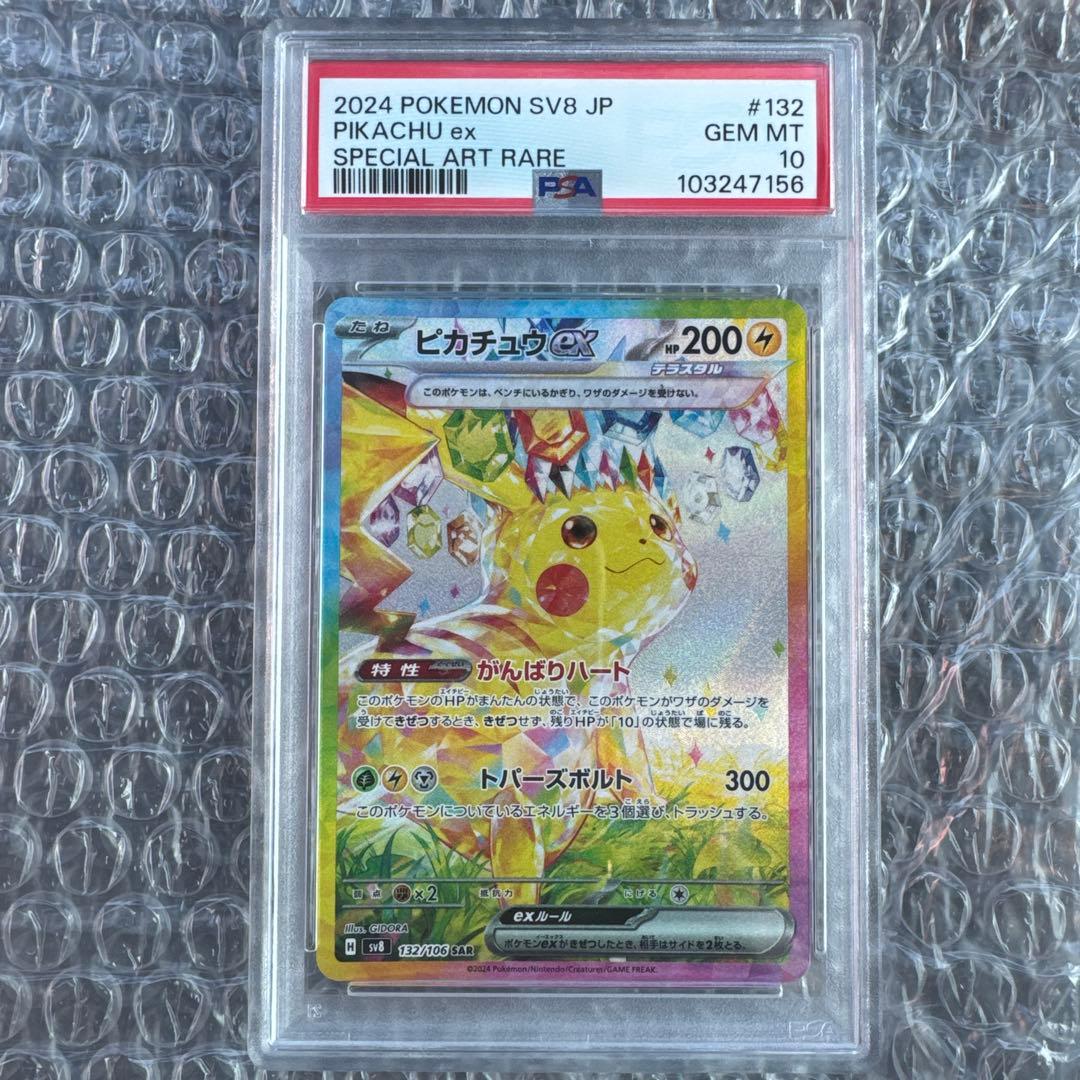 2024 POKEMON SV8 JP #132
PIKACHU ex GEM MT
SPECIAL ART RARE 10
PSA 103247156
たね ピカチュウex HP 200
テラスタル
このポケモンは、ベンチにいるかぎり、ワザのダメージを受けない。
特性 がんばりハート
このポケモンのHPがまんたんの状態で、このポケモンがワザのダメージを
受けてきぜつするとき、きぜつせず、残りHPが「10」の状態で場に残る。
トパーズボルト 300
このポケモンについているエネルギーを3個選び、トラッシュする。
弱点 ×2 抵抗力 にげる
exルール
ポケモンexがきぜつしたとき、相手はサイドを2枚とる。
Illus. GIDORA
H sv8 132/106 SAR
©2024 Pokémon/Nintendo/Creatures/GAME FREAK.
PSA